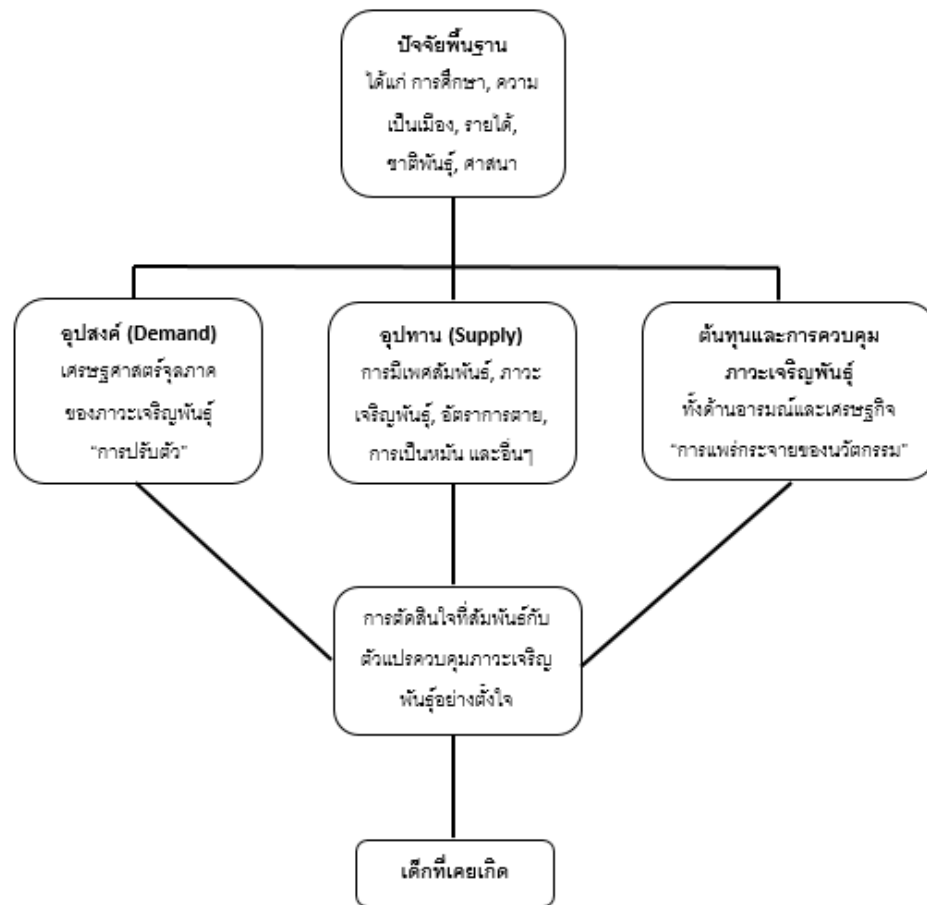 ปัจจัยพื้นฐาน
ได้แก่ การศึกษา, ความ
เป็นเมือง, รายได้,
ชาติพันธุ์, ศาสนา
อุปสงค์ (Demand)
เศรษฐศาสตร์จุลภาค
ของภาวะเจริญพันธุ์
“การปรับตัว”
อุปทาน (Supply)
การมีเพศสัมพันธ์, ภาวะ
เจริญพันธุ์, อัตราการตาย,
การเป็นหมัน และอื่นๆ
ต้นทุนและการควบคุม
ภาวะเจริญพันธุ์
ทั้งด้านอารมณ์และเศรษฐกิจ
“การแพร่กระจายของนวัตกรรม”
การตัดสินใจที่สัมพันธ์กับ
ตัวแปรควบคุมภาวะเจริญ
พันธุ์อย่างตั้งใจ
เด็กที่เคยเกิด